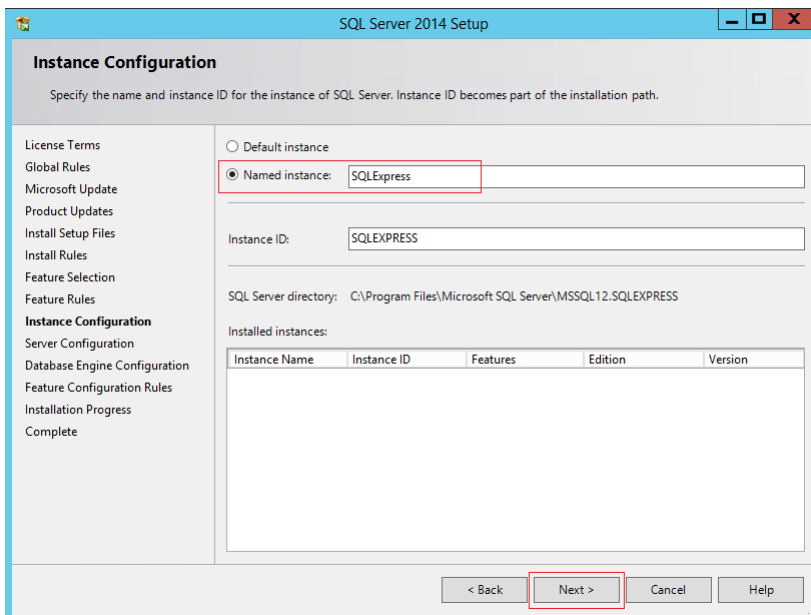 SQL Server 2014 Setup
Instance Configuration
Specify the name and instance ID for the instance of SQL Server. Instance ID becomes part of the installation path.
License Terms
Global Rules
Microsoft Update
Product Updates
Install Setup Files
Install Rules
Feature Selection
Feature Rules
Instance Configuration
Server Configuration
Database Engine Configuration
Feature Configuration Rules
Installation Progress
Complete
Default instance
Named instance: SQLExpress
Instance ID: SQLEXPRESS
SQL Server directory: C:\Program Files\Microsoft SQL Server\MSSQL12.SQLEXPRESS
Installed instances:
Instance Name Instance ID Features Edition Version
< Back Next > Cancel Help